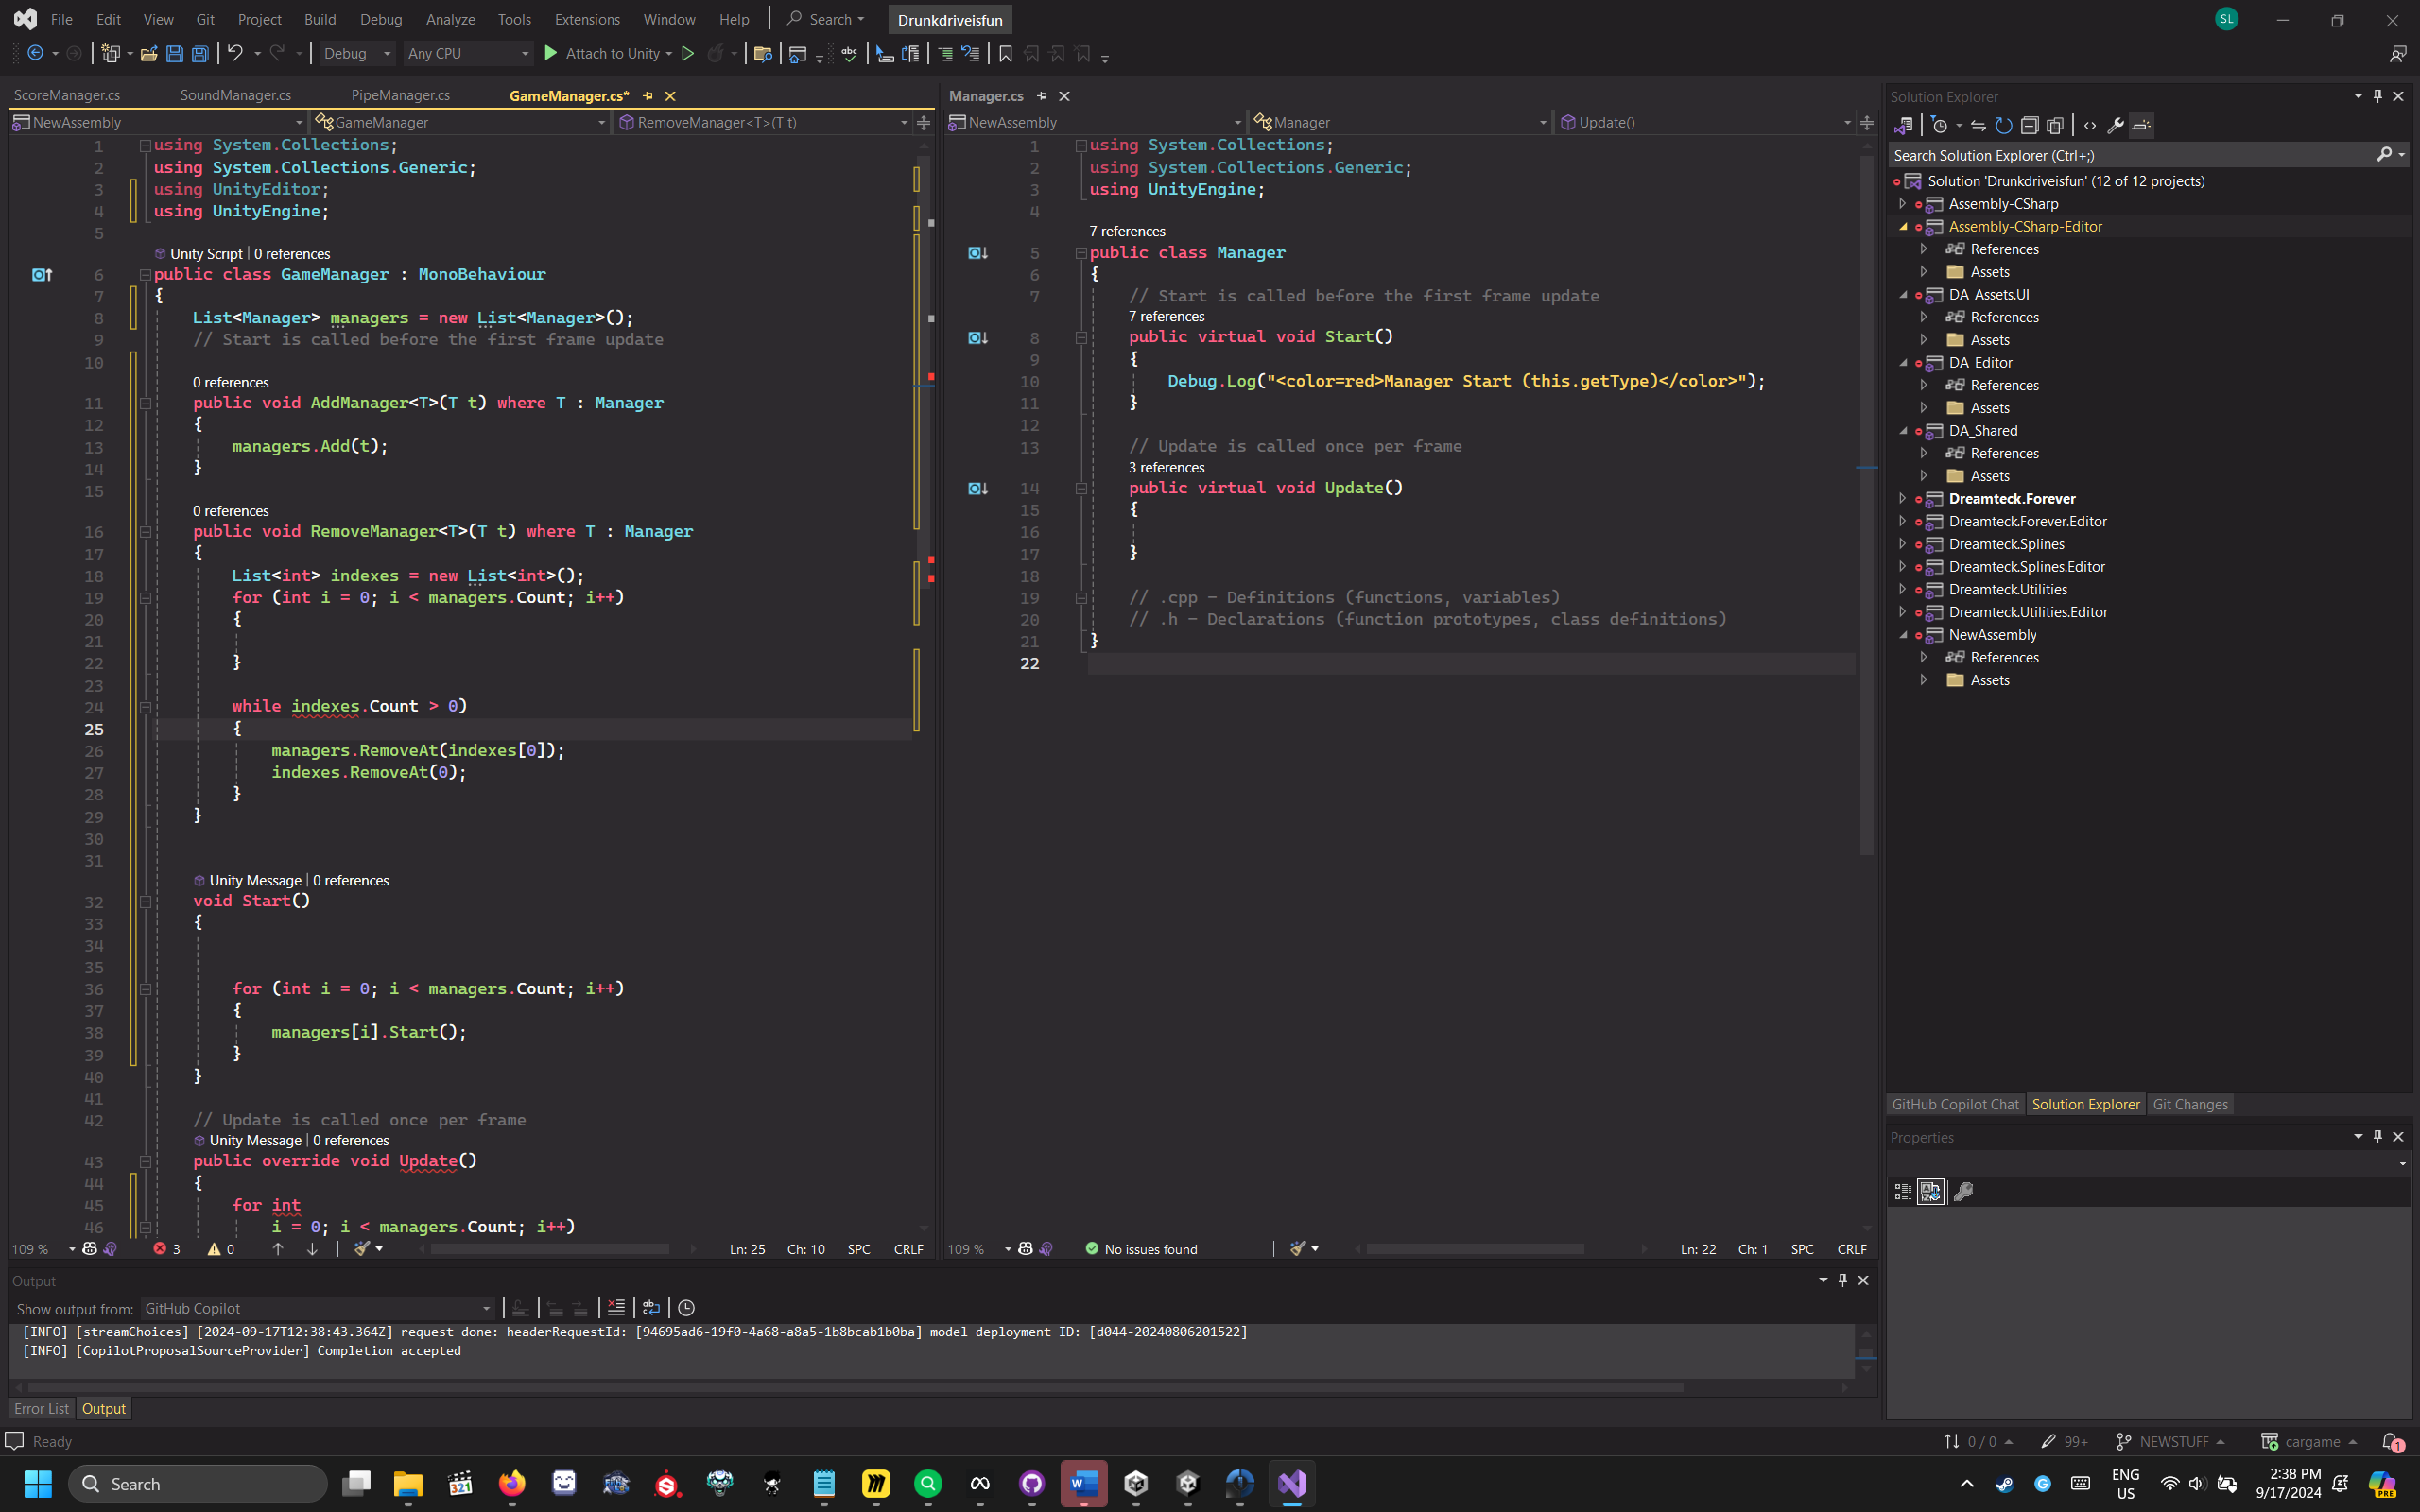 File Edit View Git Project Build Debug Analyze Tools Extensions Window Help Search Drunkdriveisfun SL
Debug Any CPU Attach to Unity
ScoreManager.cs SoundManager.cs PipeManager.cs GameManager.cs*
NewAssembly GameManager RemoveManager<T>(T t)
1 using System.Collections;
2 using System.Collections.Generic;
3 using UnityEditor;
4 using UnityEngine;
5
Unity Script | 0 references
6 public class GameManager : MonoBehaviour
7 {
8 List<Manager> managers = new List<Manager>();
9 // Start is called before the first frame update
10
0 references
11 public void AddManager<T>(T t) where T : Manager
12 {
13 managers.Add(t);
14 }
15
0 references
16 public void RemoveManager<T>(T t) where T : Manager
17 {
18 List<int> indexes = new List<int>();
19 for (int i = 0; i < managers.Count; i++)
20 {
21
22 }
23
24 while indexes.Count > 0)
25 {
26 managers.RemoveAt(indexes[0]);
27 indexes.RemoveAt(0);
28 }
29 }
30
31
Unity Message | 0 references
32 void Start()
33 {
34
35
36 for (int i = 0; i < managers.Count; i++)
37 {
38 managers[i].Start();
39 }
40 }
41
42 // Update is called once per frame
Unity Message | 0 references
43 public override void Update()
44 {
45 for int
46 i = 0; i < managers.Count; i++)
109 % 3 0 Ln: 25 Ch: 10 SPC CRLF
Manager.cs
NewAssembly Manager Update()
1 using System.Collections;
2 using System.Collections.Generic;
3 using UnityEngine;
4
7 references
5 public class Manager
6 {
7 // Start is called before the first frame update
7 references
8 public virtual void Start()
9 {
10 Debug.Log("<color=red>Manager Start (this.getType)</color>");
11 }
12
13 // Update is called once per frame
3 references
14 public virtual void Update()
15 {
16
17 }
18
19 // .cpp - Definitions (functions, variables)
20 // .h - Declarations (function prototypes, class definitions)
21 }
22
109 % No issues found Ln: 22 Ch: 1 SPC CRLF
Solution Explorer
Search Solution Explorer (Ctrl+;)
Solution 'Drunkdriveisfun' (12 of 12 projects)
Assembly-CSharp
Assembly-CSharp-Editor
References
Assets
DA_Assets.UI
References
Assets
DA_Editor
References
Assets
DA_Shared
References
Assets
Dreamteck.Forever
Dreamteck.Forever.Editor
Dreamteck.Splines
Dreamteck.Splines.Editor
Dreamteck.Utilities
Dreamteck.Utilities.Editor
NewAssembly
References
Assets
GitHub Copilot Chat Solution Explorer Git Changes
Properties
Output
Show output from: GitHub Copilot
[INFO] [streamChoices] [2024-09-17T12:38:43.364Z] request done: headerRequestId: [94695ad6-19f0-4a68-a8a5-1b8bcab1b0ba] model deployment ID: [d044-20240806201522]
[INFO] [CopilotProposalSourceProvider] Completion accepted
Error List Output
Ready 0 / 0 99+ NEWSTUFF cargame 1
Search ENG US 2:38 PM 9/17/2024 PRE